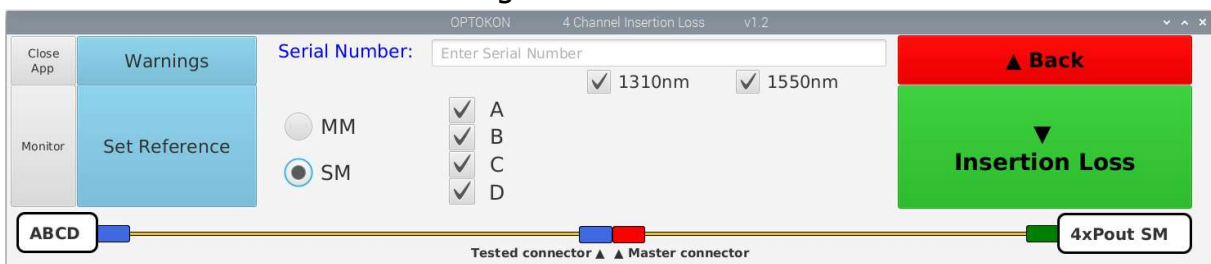 OPTOKON 4 Channel Insertion Loss v1.2
Close
App
Warnings
Serial Number:
Enter Serial Number
▲ Back
1310nm
1550nm
Monitor
Set Reference
MM
SM
A
B
C
D
▼
Insertion Loss
ABCD
4xPout SM
Tested connector ▲ ▲ Master connector